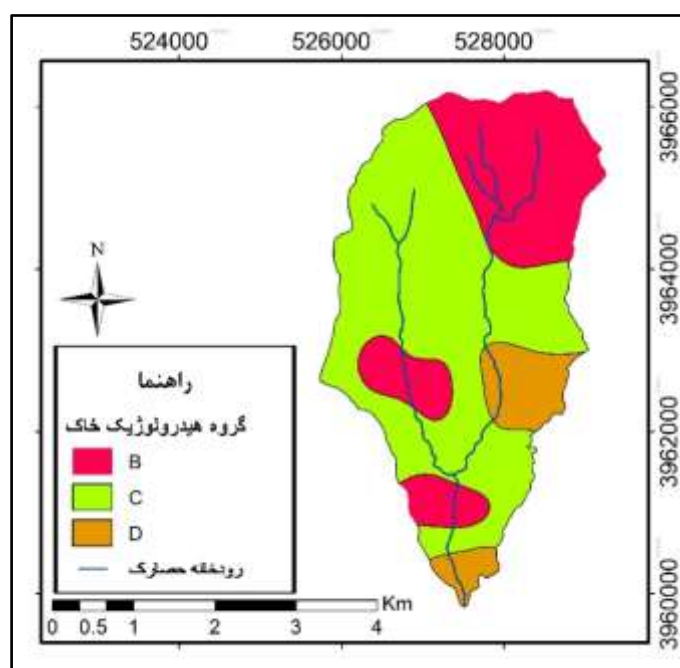 524000 526000 528000
3966000
3964000
3962000
3960000
N
راهنما
گروه هیدرولوژیک خاک
B
C
D
رودخانه حصارک
Km
0 0.5 1 2 3 4